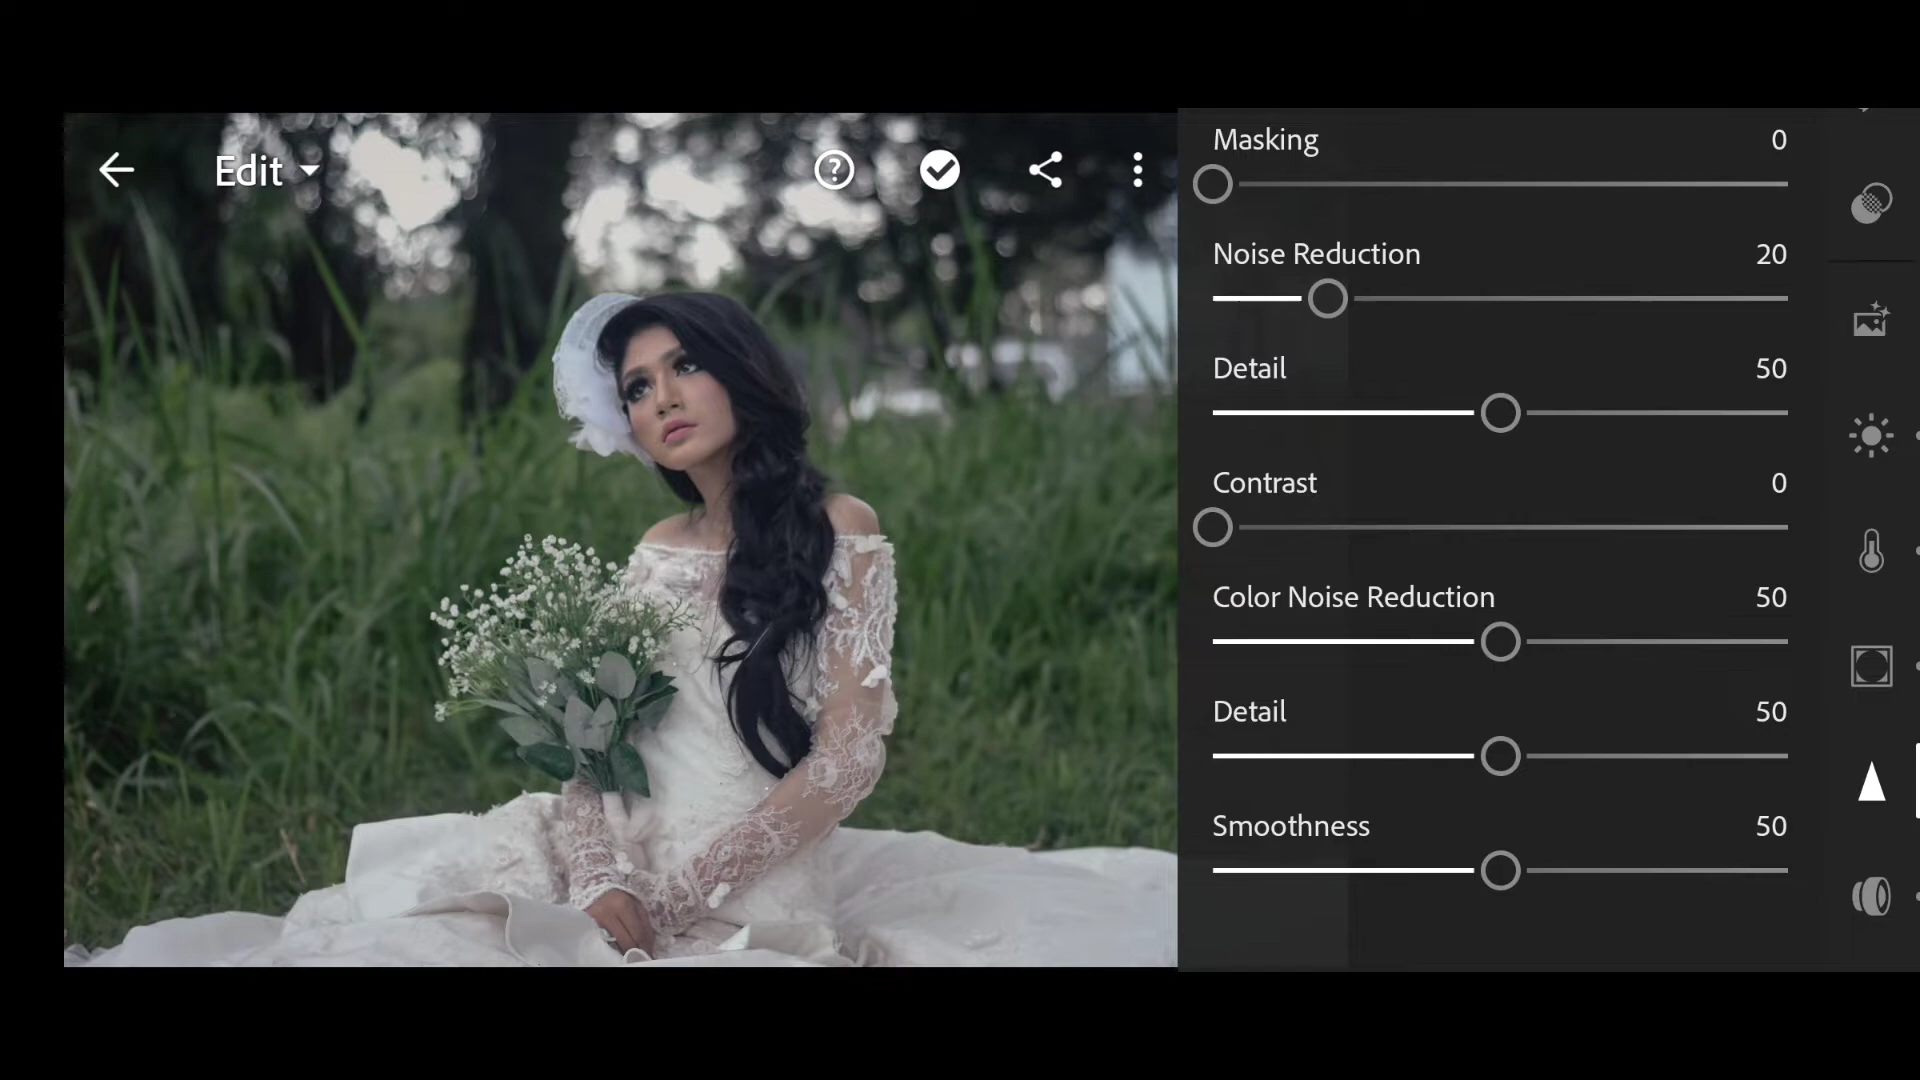 Edit
Masking 0
Noise Reduction 20
Detail 50
Contrast 0
Color Noise Reduction 50
Detail 50
Smoothness 50